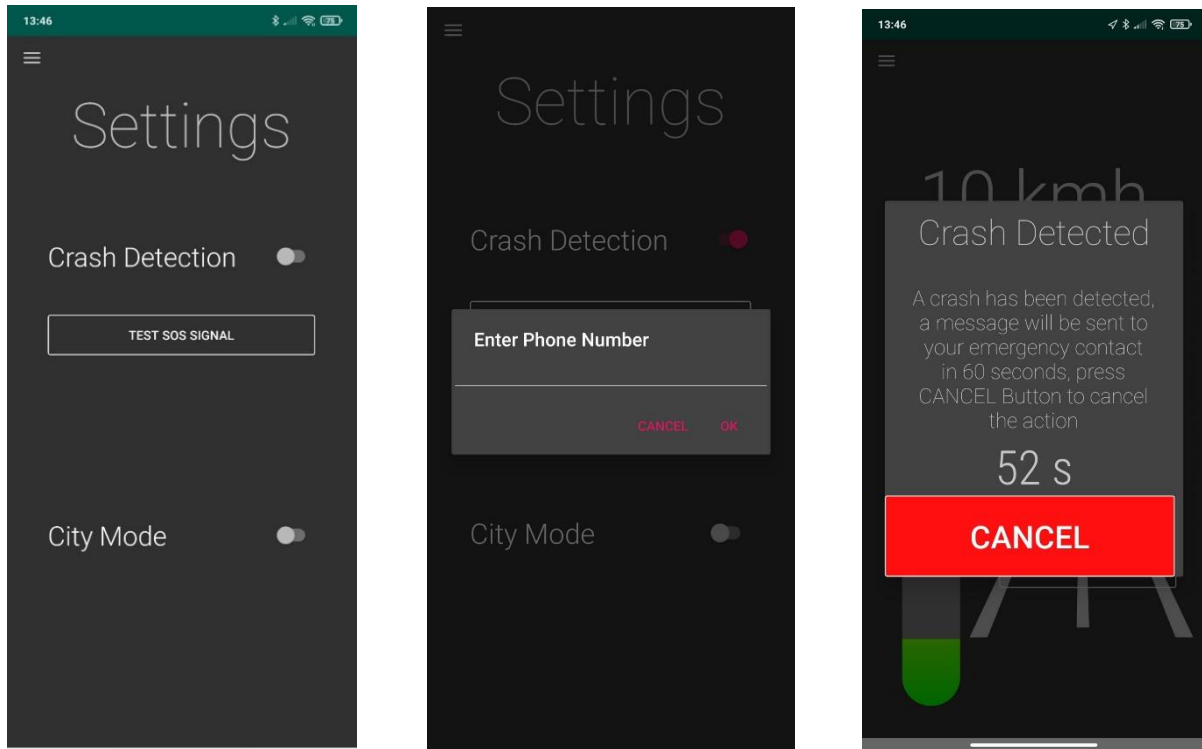 13:46
75
Settings
Crash Detection
TEST SOS SIGNAL
City Mode
Settings
Crash Detection
Enter Phone Number
CANCEL OK
City Mode
13:46
75
10 kmh
Crash Detected
A crash has been detected,
a message will be sent to
your emergency contact
in 60 seconds, press
CANCEL Button to cancel
the action
52 s
CANCEL